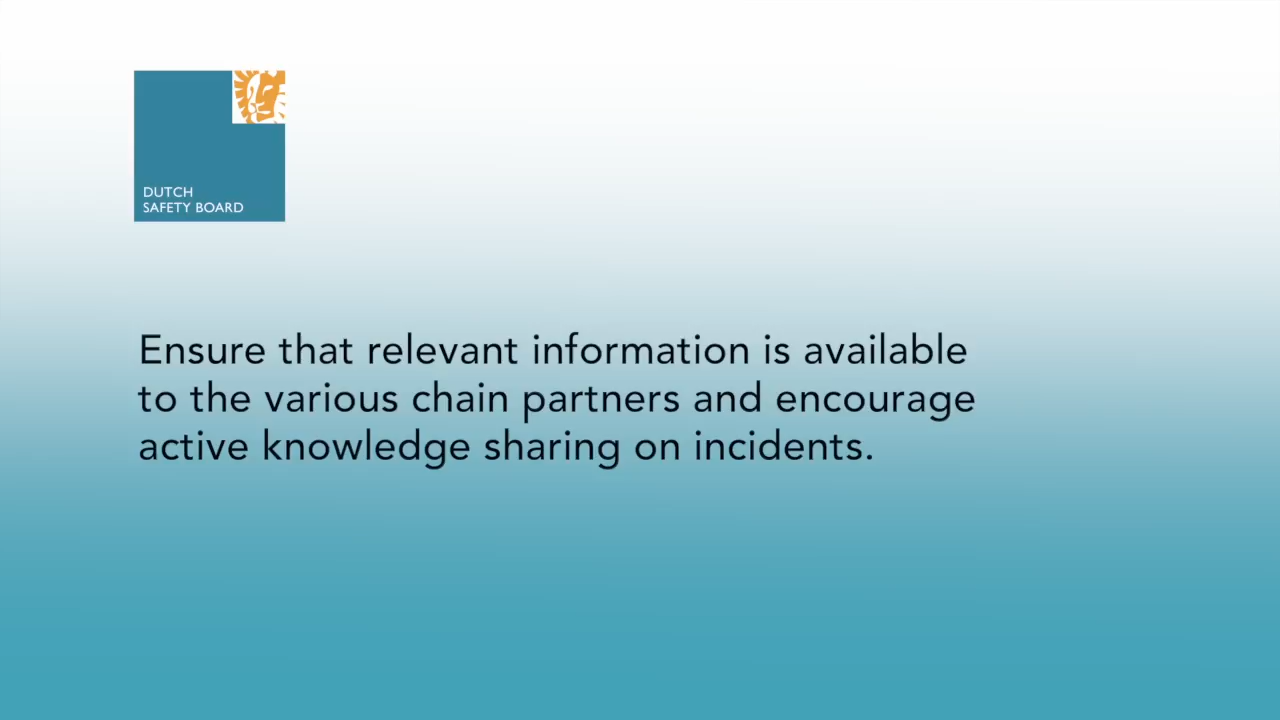 DUTCH
SAFETY BOARD
Ensure that relevant information is available
to the various chain partners and encourage
active knowledge sharing on incidents.